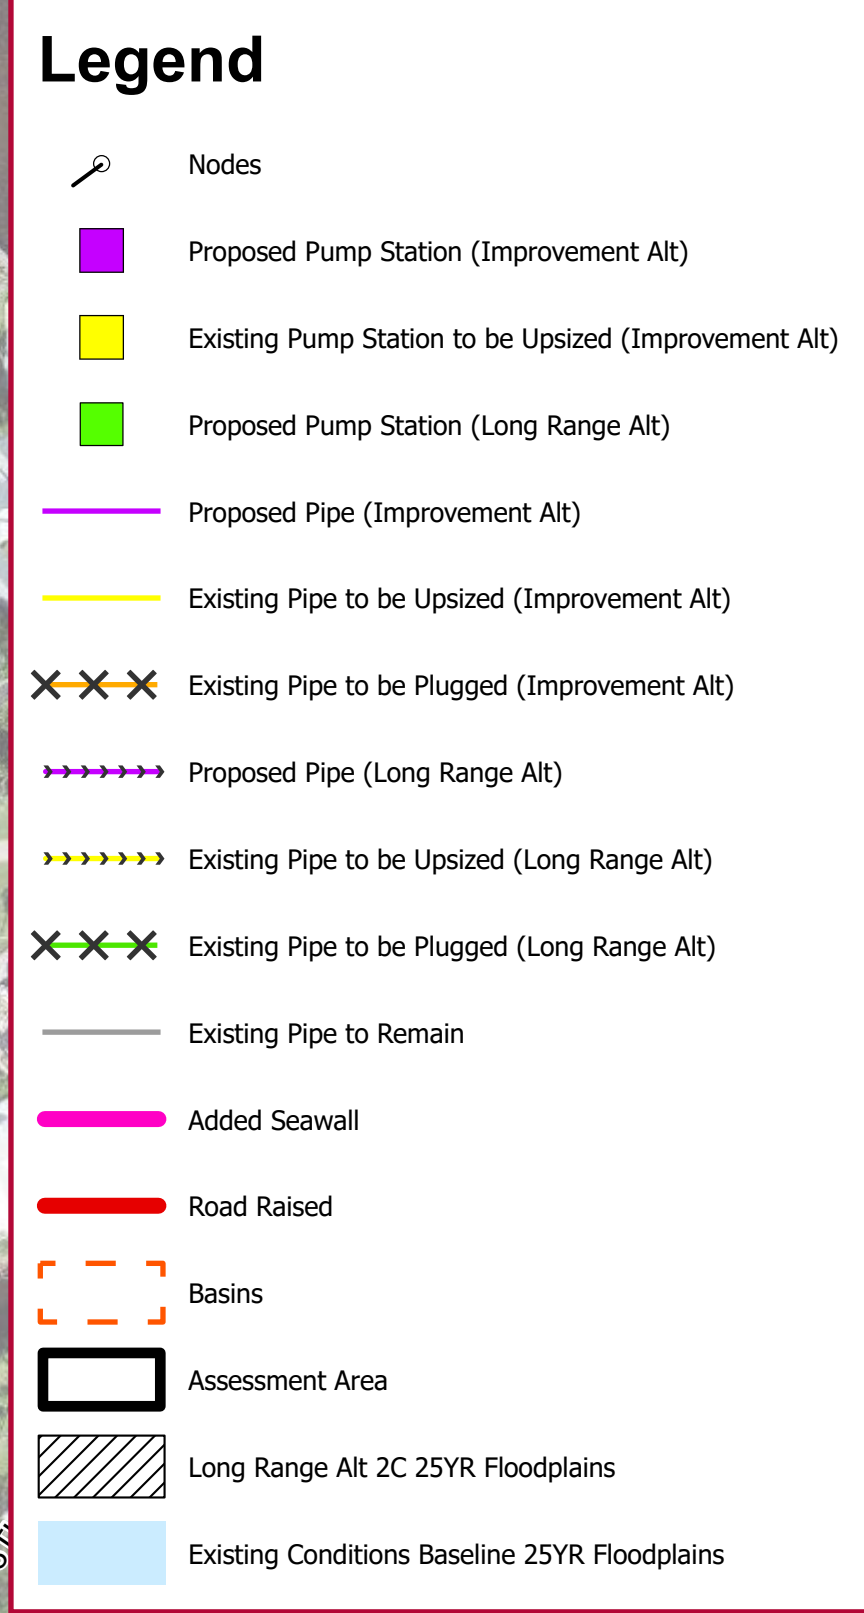 Legend
Nodes
Proposed Pump Station (Improvement Alt)
Existing Pump Station to be Upsized (Improvement Alt)
Proposed Pump Station (Long Range Alt)
Proposed Pipe (Improvement Alt)
Existing Pipe to be Upsized (Improvement Alt)
Existing Pipe to be Plugged (Improvement Alt)
Proposed Pipe (Long Range Alt)
Existing Pipe to be Upsized (Long Range Alt)
Existing Pipe to be Plugged (Long Range Alt)
Existing Pipe to Remain
Added Seawall
Road Raised
Basins
Assessment Area
Long Range Alt 2C 25YR Floodplains
Existing Conditions Baseline 25YR Floodplains